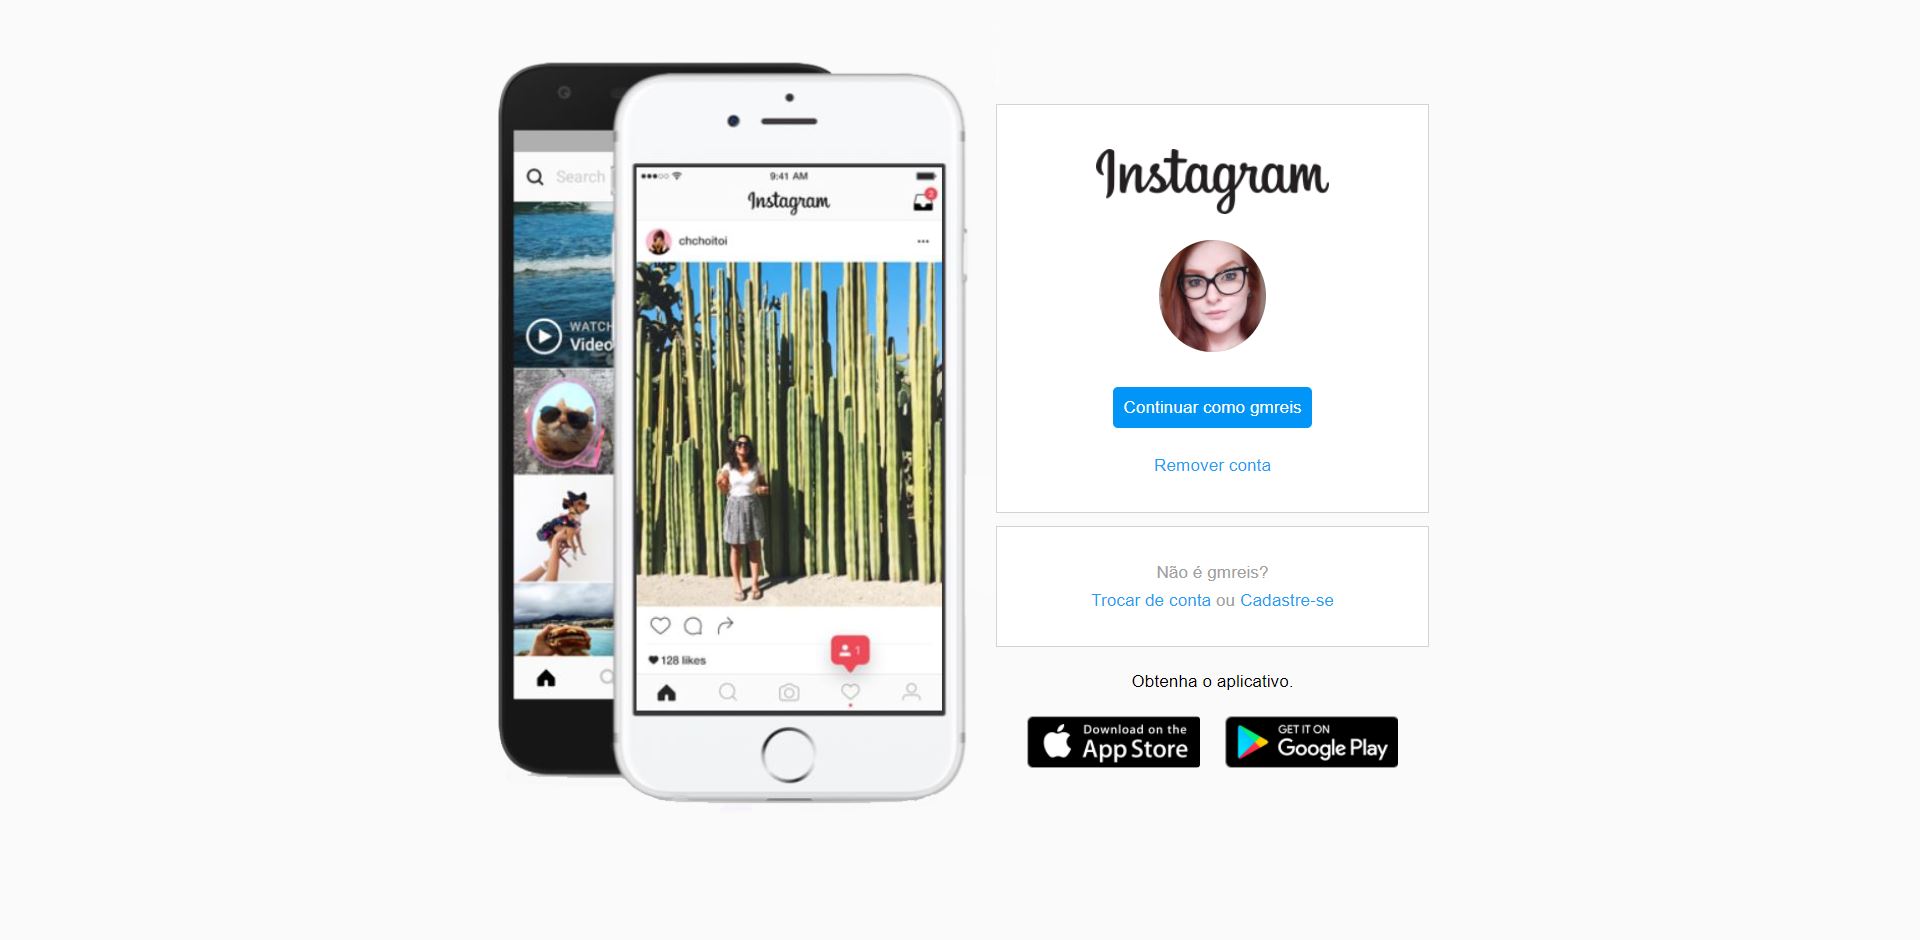 Search
WATCH
Video
9:41 AM
Instagram
2
chchoitoi
128 likes
1
Instagram
Continuar como gmreis
Remover conta
Não é gmreis?
Trocar de conta ou Cadastre-se
Obtenha o aplicativo.
Download on the
App Store
GET IT ON
Google Play